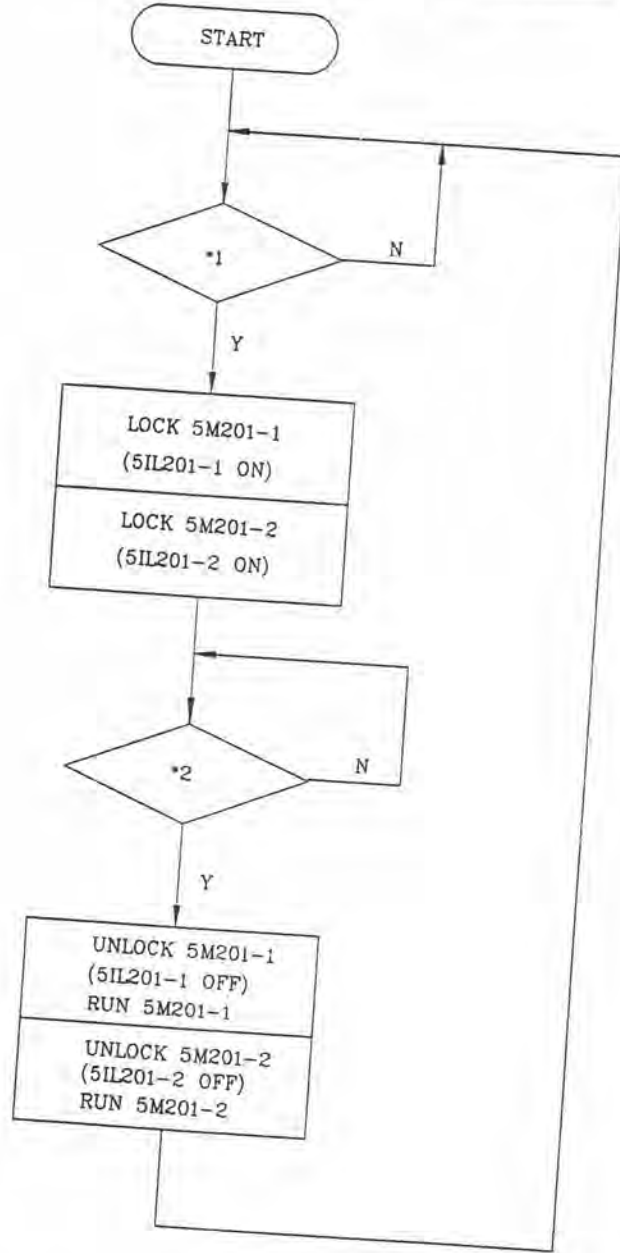 START
*1
N
Y
LOCK 5M201-1
(5IL201-1 ON)
LOCK 5M201-2
(5IL201-2 ON)
*2
N
Y
UNLOCK 5M201-1
(5IL201-1 OFF)
RUN 5M201-1
UNLOCK 5M201-2
(5IL201-2 OFF)
RUN 5M201-2